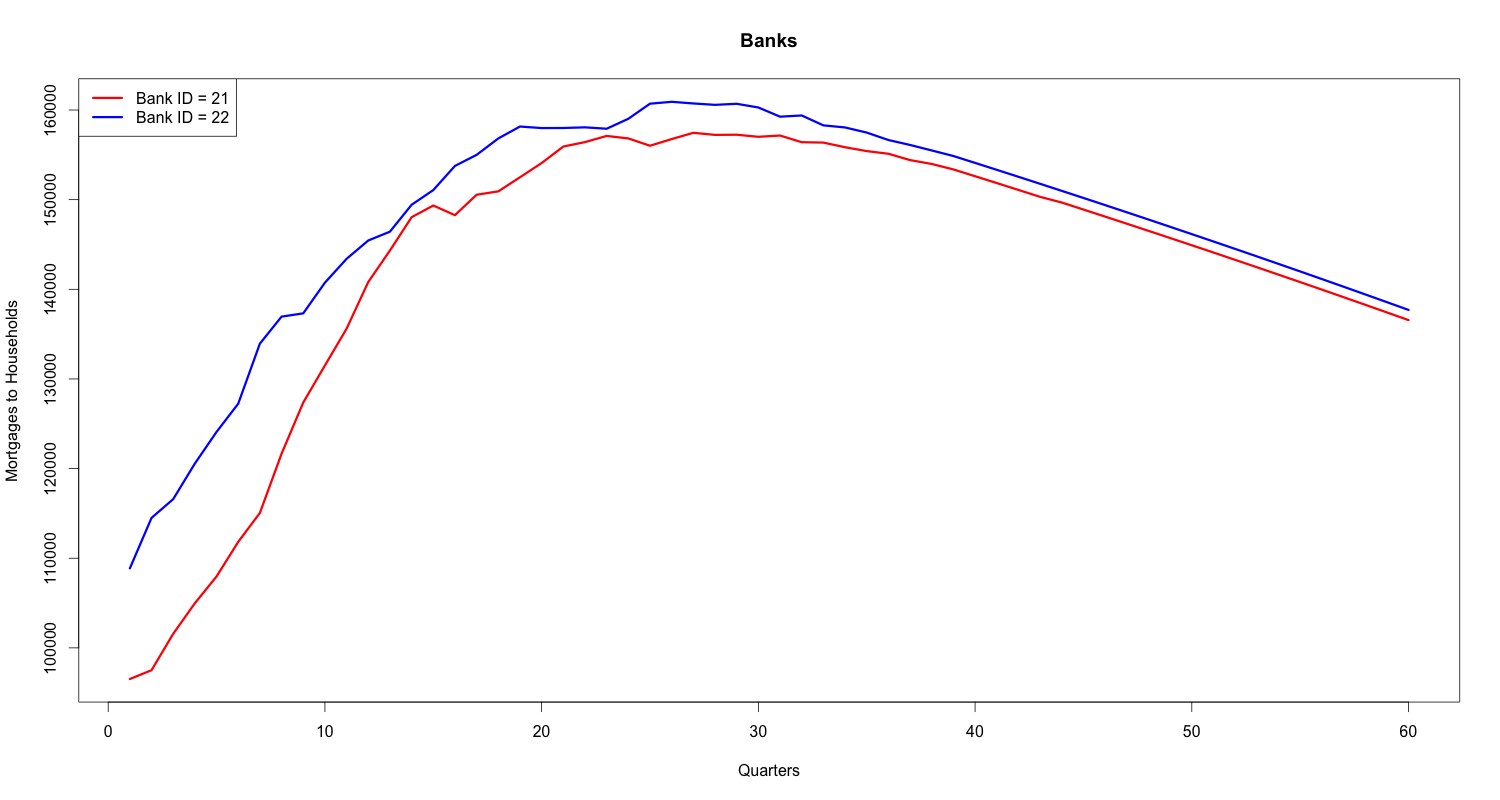 Banks
Bank ID = 21
Bank ID = 22
Mortgages to Households
160000
150000
140000
130000
120000
110000
100000
0 10 20 30 40 50 60
Quarters